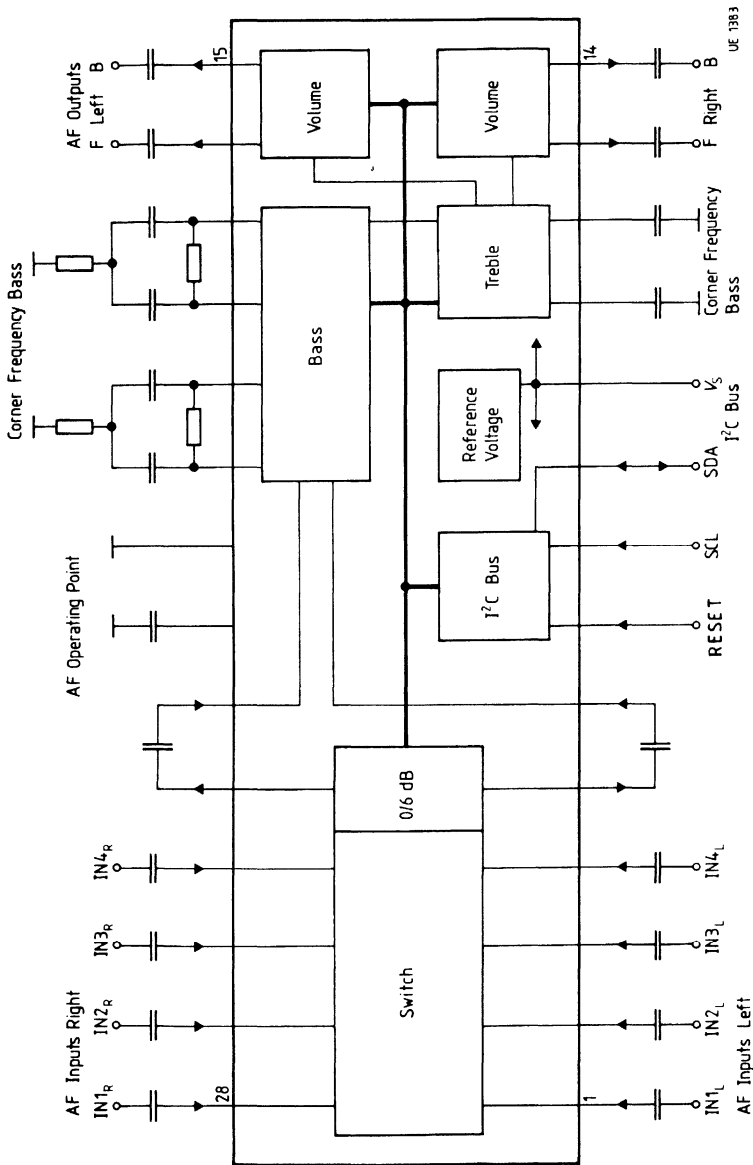 AF Inputs Right
IN1R
IN2R
IN3R
IN4R
AF Operating Point
Corner Frequency Bass
AF Outputs
F Left B
28
15
Switch
0/6 dB
Bass
Volume
I²C Bus
Reference
Voltage
Treble
Volume
1
14
IN1L
IN2L
IN3L
IN4L
AF Inputs Left
RESET
SCL
SDA
VS
I²C Bus
Corner Frequency
Bass
F Right B
UE 1383